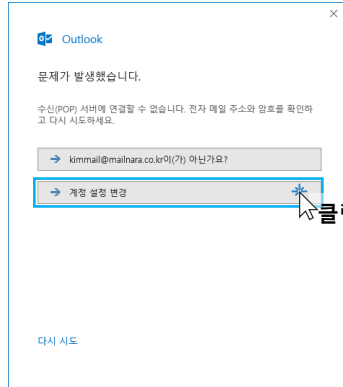 Outlook
문제가 발생했습니다.
수신(POP) 서버에 연결할 수 없습니다. 전자 메일 주소와 암호를 확인하
고 다시 시도하세요.
kimmail@mailnara.co.kr이(가) 아닌가요?
계정 설정 변경
다시 시도